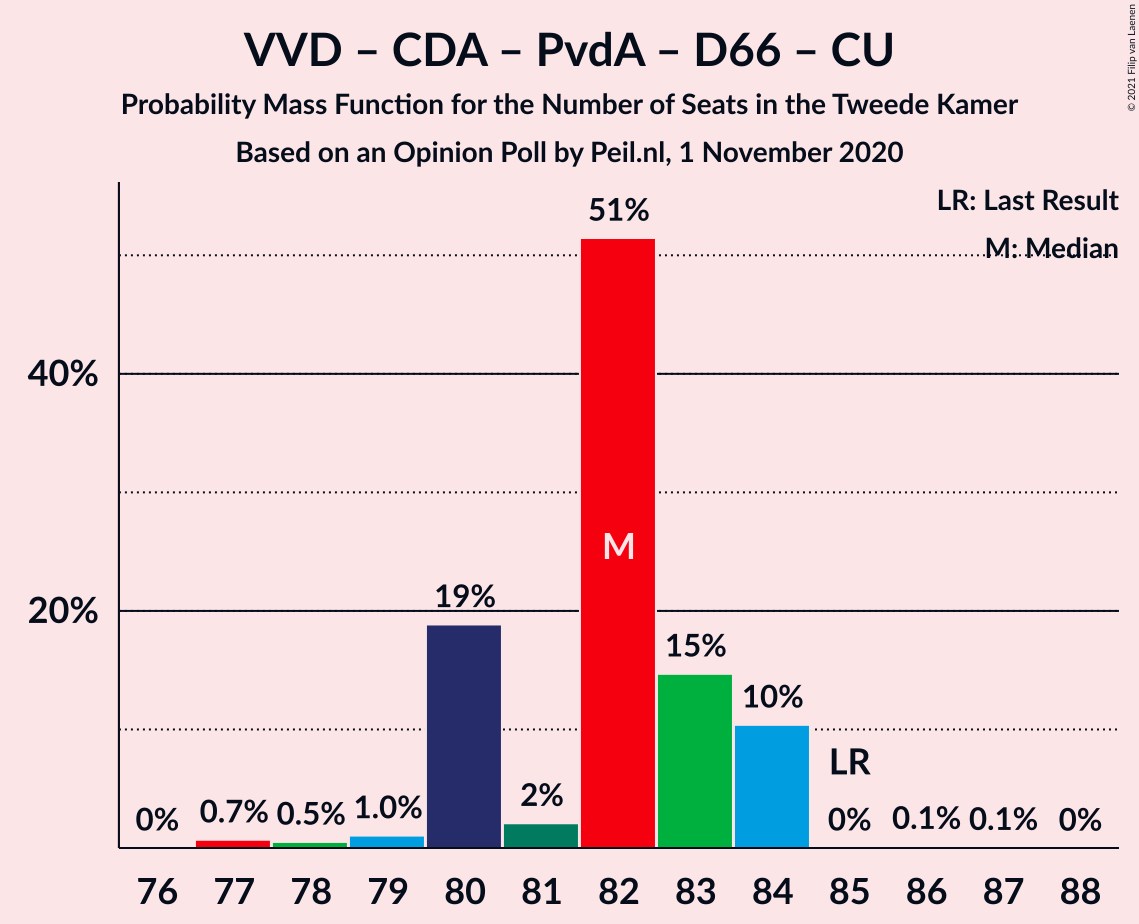 VVD – CDA – PvdA – D66 – CU
Probability Mass Function for the Number of Seats in the Tweede Kamer
Based on an Opinion Poll by Peil.nl, 1 November 2020
© 2021 Filip van Laenen
LR: Last Result
M: Median
40%
20%
0%
0.7%
0.5%
1.0%
19%
2%
51%
M
15%
10%
LR
0%
0.1%
0.1%
0%
76 77 78 79 80 81 82 83 84 85 86 87 88